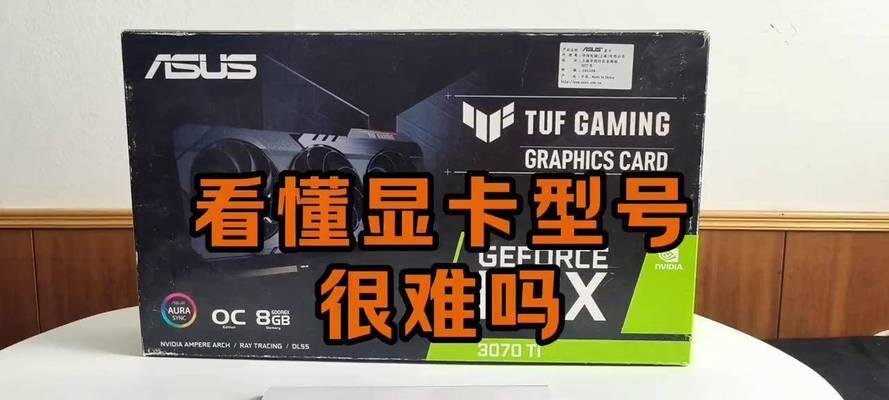 ASUS
TUF GAMING
GRAPHICS CARD
看懂显卡型号
很难吗
GEFORCE
NVIDIA
AURA
SYNC
OC
Edition
8GB
GDDR6X
Memory
3070 TI
NVIDIA AMPERE ARCH / RAY TRACING / DLSS